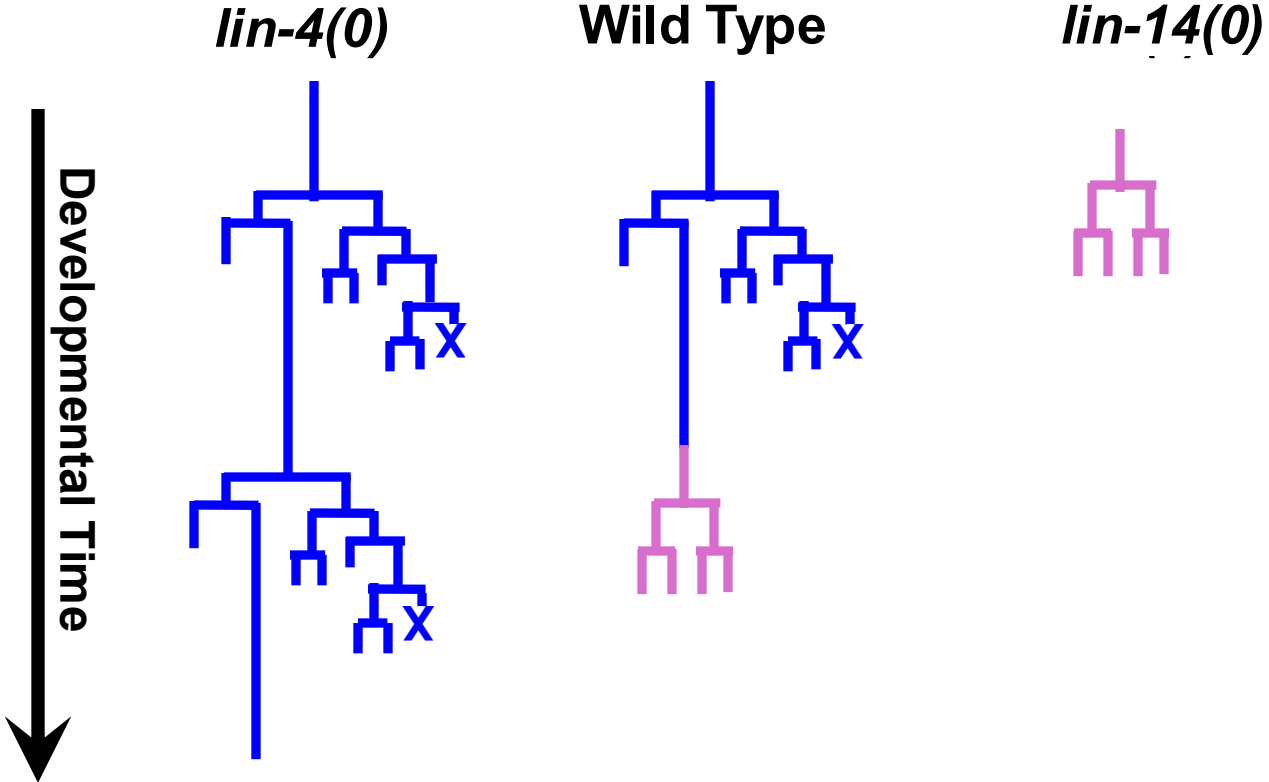 lin-4(0)
Wild Type
lin-14(0)
Developmental Time
X
X
X